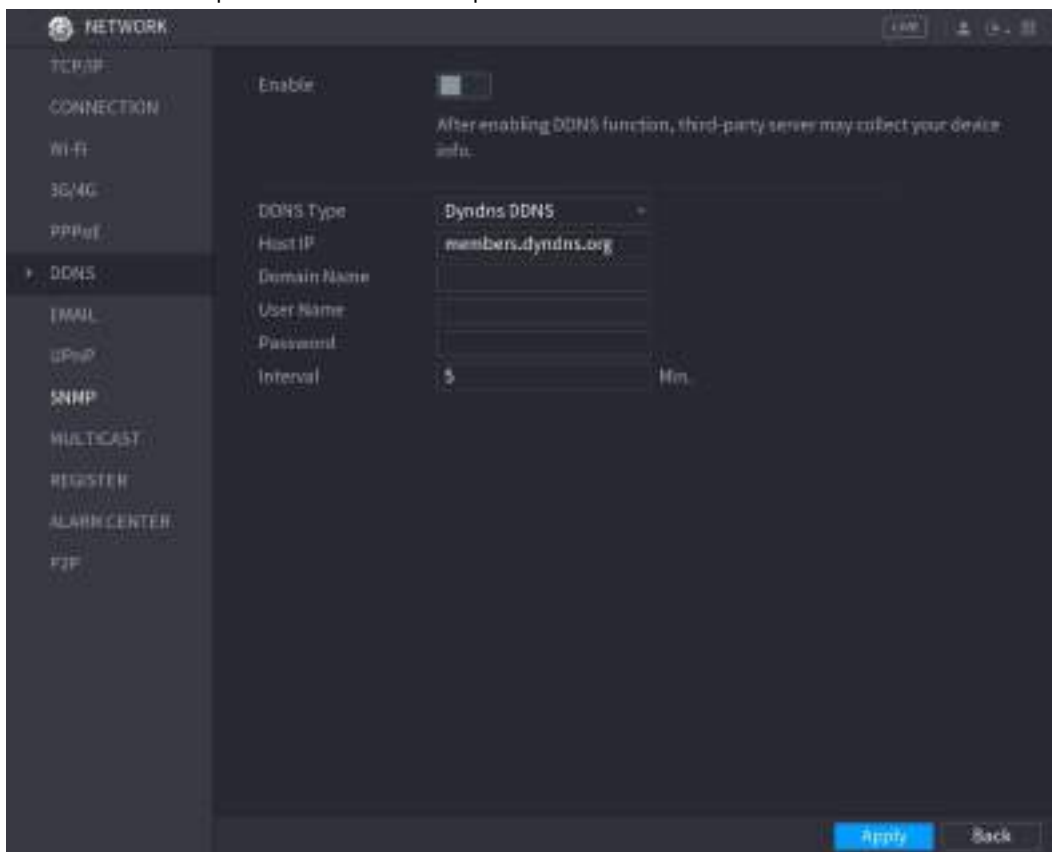 NETWORK
LIVE
TCP/IP
CONNECTION
Wi-Fi
3G/4G
PPPoE
DDNS
EMAIL
UPnP
SNMP
MULTICAST
REGISTER
ALARM CENTER
P2P
Enable
After enabling DDNS function, third-party server may collect your device
info.
DDNS Type Dyndns DDNS
Host IP members.dyndns.org
Domain Name
User Name
Password
Interval 5 Min.
Apply Back